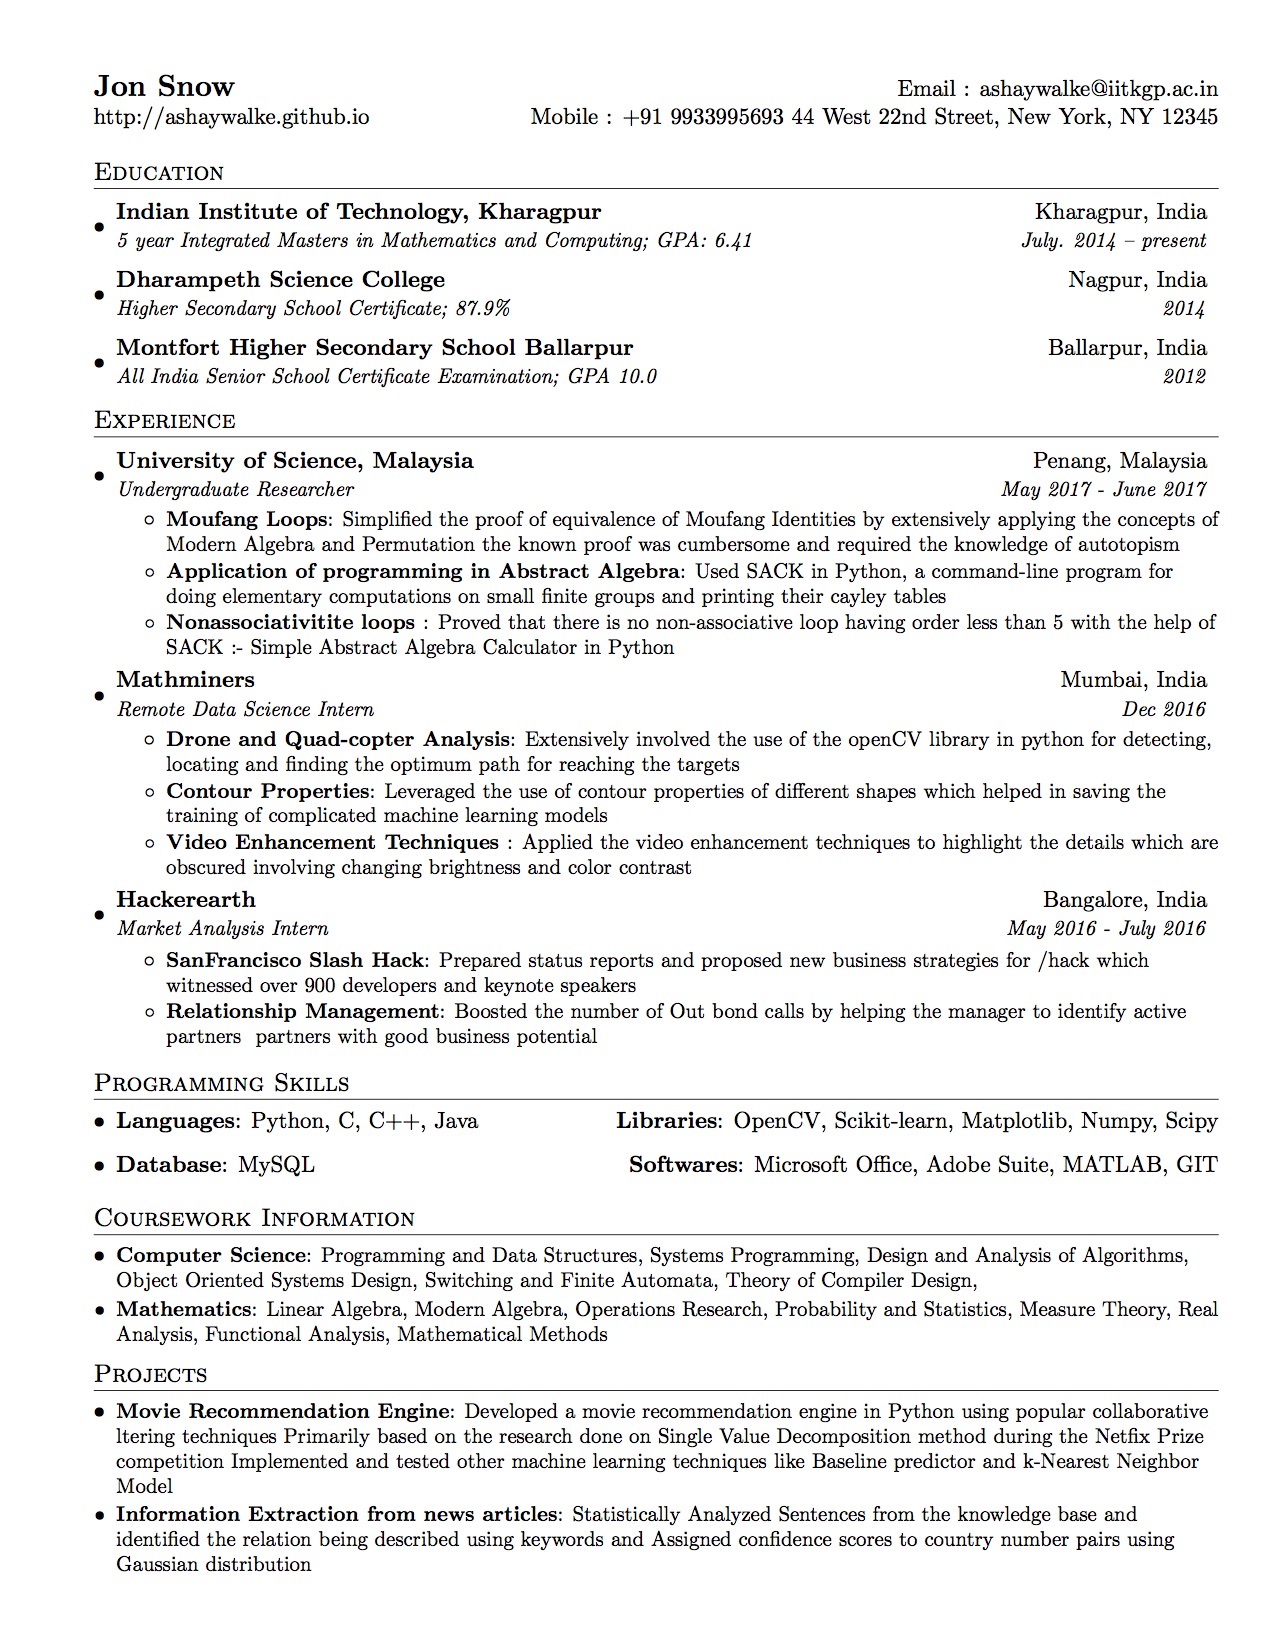 Jon Snow Email : ashaywalke@iitkgp.ac.in
http://ashaywalke.github.io Mobile : +91 9933995693 44 West 22nd Street, New York, NY 12345
Education
• Indian Institute of Technology, Kharagpur Kharagpur, India
5 year Integrated Masters in Mathematics and Computing; GPA: 6.41 July. 2014 – present
• Dharampeth Science College Nagpur, India
Higher Secondary School Certificate; 87.9% 2014
• Montfort Higher Secondary School Ballarpur Ballarpur, India
All India Senior School Certificate Examination; GPA 10.0 2012
Experience
• University of Science, Malaysia Penang, Malaysia
Undergraduate Researcher May 2017 - June 2017
◦ Moufang Loops: Simplified the proof of equivalence of Moufang Identities by extensively applying the concepts of
Modern Algebra and Permutation the known proof was cumbersome and required the knowledge of autotopism
◦ Application of programming in Abstract Algebra: Used SACK in Python, a command-line program for
doing elementary computations on small finite groups and printing their cayley tables
◦ Nonassociativitite loops : Proved that there is no non-associative loop having order less than 5 with the help of
SACK :- Simple Abstract Algebra Calculator in Python
• Mathminers Mumbai, India
Remote Data Science Intern Dec 2016
◦ Drone and Quad-copter Analysis: Extensively involved the use of the openCV library in python for detecting,
locating and finding the optimum path for reaching the targets
◦ Contour Properties: Leveraged the use of contour properties of different shapes which helped in saving the
training of complicated machine learning models
◦ Video Enhancement Techniques : Applied the video enhancement techniques to highlight the details which are
obscured involving changing brightness and color contrast
• Hackerearth Bangalore, India
Market Analysis Intern May 2016 - July 2016
◦ SanFrancisco Slash Hack: Prepared status reports and proposed new business strategies for /hack which
witnessed over 900 developers and keynote speakers
◦ Relationship Management: Boosted the number of Out bond calls by helping the manager to identify active
partners partners with good business potential
Programming Skills
• Languages: Python, C, C++, Java Libraries: OpenCV, Scikit-learn, Matplotlib, Numpy, Scipy
• Database: MySQL Softwares: Microsoft Office, Adobe Suite, MATLAB, GIT
Coursework Information
• Computer Science: Programming and Data Structures, Systems Programming, Design and Analysis of Algorithms,
Object Oriented Systems Design, Switching and Finite Automata, Theory of Compiler Design,
• Mathematics: Linear Algebra, Modern Algebra, Operations Research, Probability and Statistics, Measure Theory, Real
Analysis, Functional Analysis, Mathematical Methods
Projects
• Movie Recommendation Engine: Developed a movie recommendation engine in Python using popular collaborative
ltering techniques Primarily based on the research done on Single Value Decomposition method during the Netfix Prize
competition Implemented and tested other machine learning techniques like Baseline predictor and k-Nearest Neighbor
Model
• Information Extraction from news articles: Statistically Analyzed Sentences from the knowledge base and
identified the relation being described using keywords and Assigned confidence scores to country number pairs using
Gaussian distribution